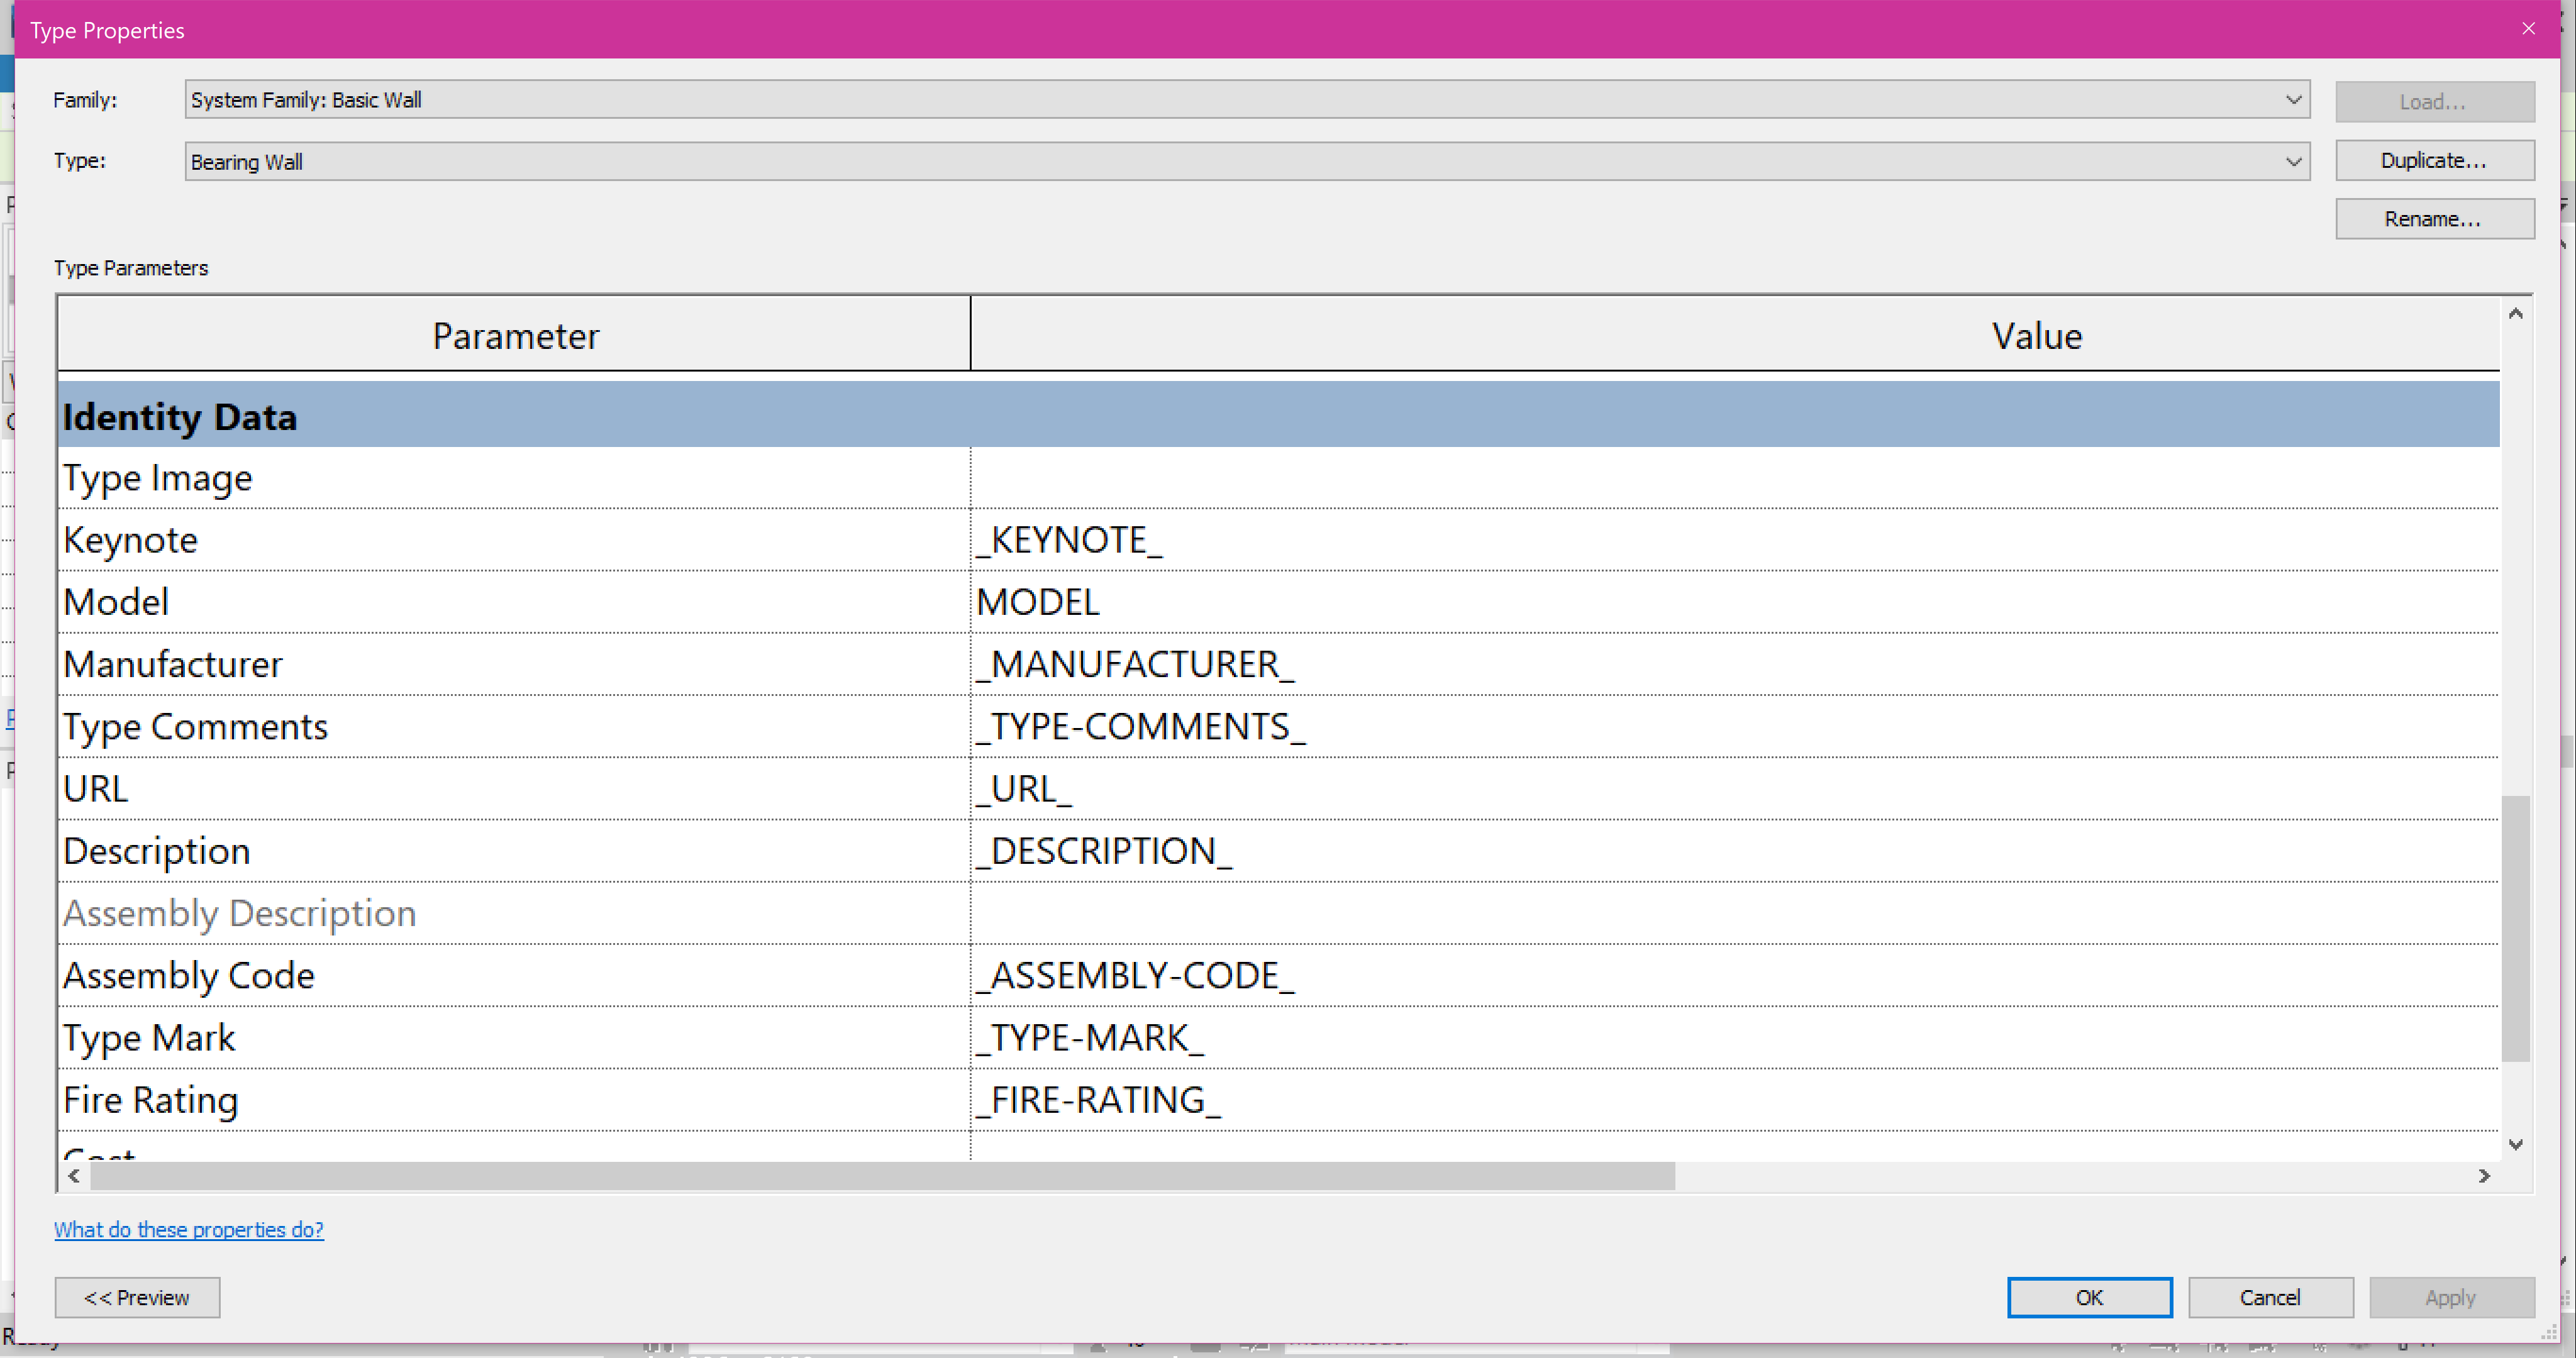 Type Properties
Family: System Family: Basic Wall Load...
Type: Bearing Wall Duplicate...
Rename...
Type Parameters
Parameter Value
Identity Data
Type Image
Keynote _KEYNOTE_
Model MODEL
Manufacturer _MANUFACTURER_
Type Comments _TYPE-COMMENTS_
URL _URL_
Description _DESCRIPTION_
Assembly Description
Assembly Code _ASSEMBLY-CODE_
Type Mark _TYPE-MARK_
Fire Rating _FIRE-RATING_
Cost
What do these properties do?
<< Preview OK Cancel Apply